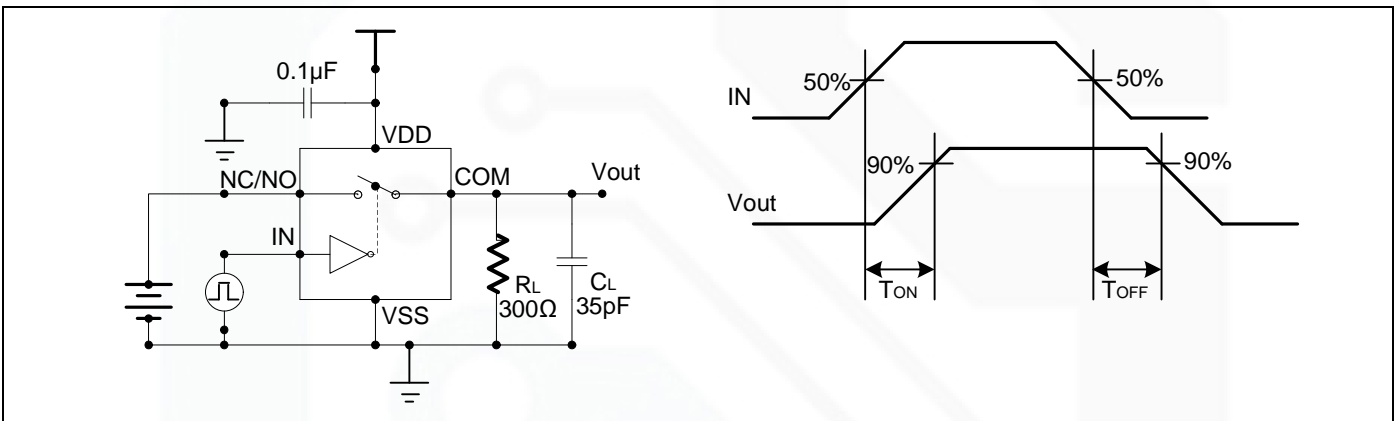 0.1µF
VDD
NC/NO
COM
Vout
IN
RL
300Ω
CL
35pF
VSS
IN
50%
50%
90%
90%
Vout
TON
TOFF